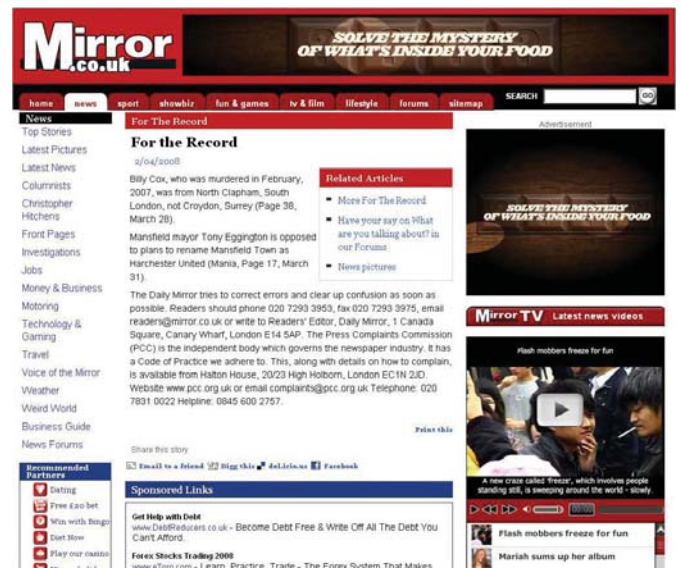 Mirror
.co.uk
SOLVE THE MYSTERY
OF WHAT'S INSIDE YOUR FOOD
home news sport showbiz fun & games tv & film lifestyle forums sitemap SEARCH GO
News
Top Stories
Latest Pictures
Latest News
Columnists
Christopher
Hitchens
Front Pages
Investigations
Jobs
Money & Business
Motoring
Technology &
Gaming
Travel
Voice of the Mirror
Weather
Weird World
Business Guide
News Forums
Recommended
Partners
Dating
Free £20 bet
Win with Bingo
Diet Now
Play our casino
For The Record
For the Record
2/04/2008
Billy Cox, who was murdered in February,
2007, was from North Clapham, South
London, not Croydon, Surrey (Page 38,
March 28).
Mansfield mayor Tony Eggington is opposed
to plans to rename Mansfield Town as
Harchester United (Mania, Page 17, March
31).
Related Articles
More For The Record
Have your say on What
are you talking about? in
our Forums
News pictures
The Daily Mirror tries to correct errors and clear up confusion as soon as
possible. Readers should phone 020 7293 3953, fax 020 7293 3975, email
readers@mirror.co.uk or write to Readers' Editor, Daily Mirror, 1 Canada
Square, Canary Wharf, London E14 5AP. The Press Complaints Commission
(PCC) is the independent body which governs the newspaper industry. It has
a Code of Practice we adhere to. This, along with details on how to complain,
is available from Halton House, 20/23 High Holborn, London EC1N 2JD.
Website www.pcc.org.uk or email complaints@pcc.org.uk Telephone: 020
7831 0022 Helpline: 0845 600 2757.
Print this
Share this story
Email to a friend Digg this del.icio.us Facebook
Sponsored Links
Get Help with Debt
www.DebtReducers.co.uk - Become Debt Free & Write Off All The Debt You
Can't Afford.
Forex Stocks Trading 2008
www.eToro.com - Learn, Practice, Trade - The Forex System That Makes
Advertisement
SOLVE THE MYSTERY
OF WHAT'S INSIDE YOUR FOOD
Mirror TV Latest news videos
Flash mobbers freeze for fun
A new craze called 'freeze', which involves people
standing still, is sweeping around the world - slowly.
00:00
Flash mobbers freeze for fun
Mariah sums up her album